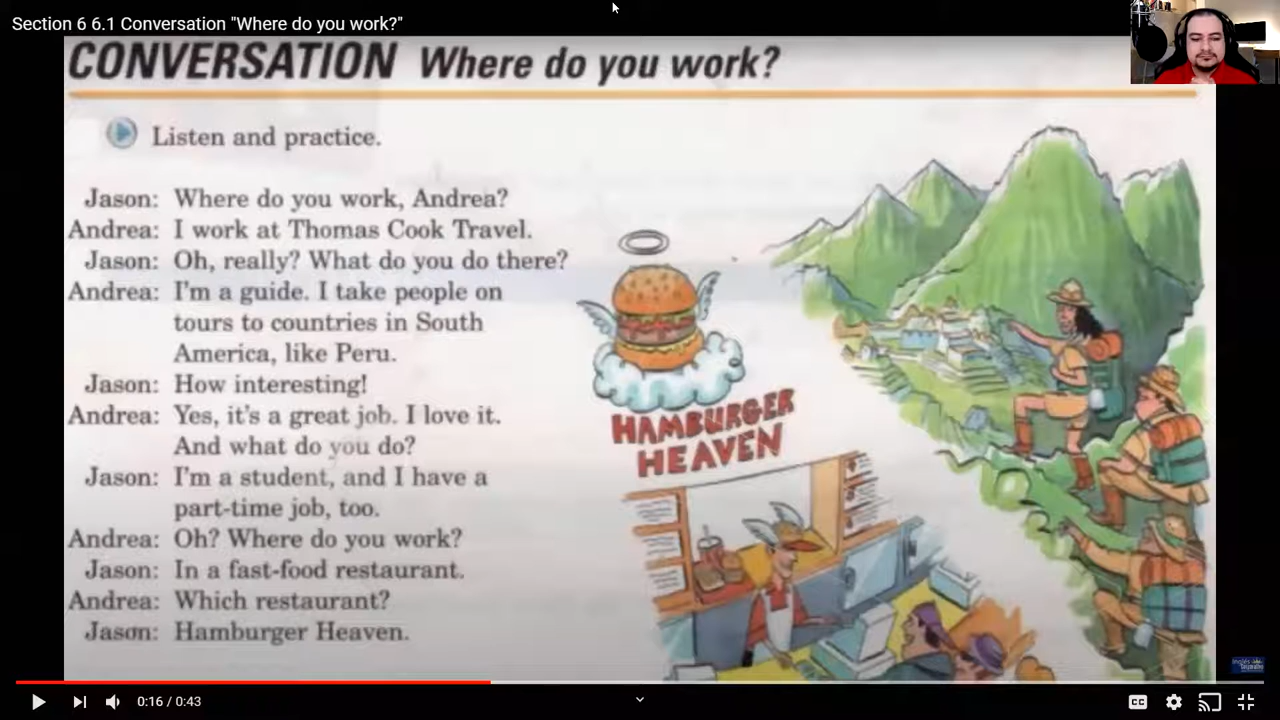 Section 6 6.1 Conversation "Where do you work?"
CONVERSATION Where do you work?
Listen and practice.
Jason: Where do you work, Andrea?
Andrea: I work at Thomas Cook Travel.
Jason: Oh, really? What do you do there?
Andrea: I'm a guide. I take people on
tours to countries in South
America, like Peru.
Jason: How interesting!
Andrea: Yes, it's a great job. I love it.
And what do you do?
Jason: I'm a student, and I have a
part-time job, too.
Andrea: Oh? Where do you work?
Jason: In a fast-food restaurant.
Andrea: Which restaurant?
Jason: Hamburger Heaven.
HAMBURGER
HEAVEN
0:16 / 0:43
CC